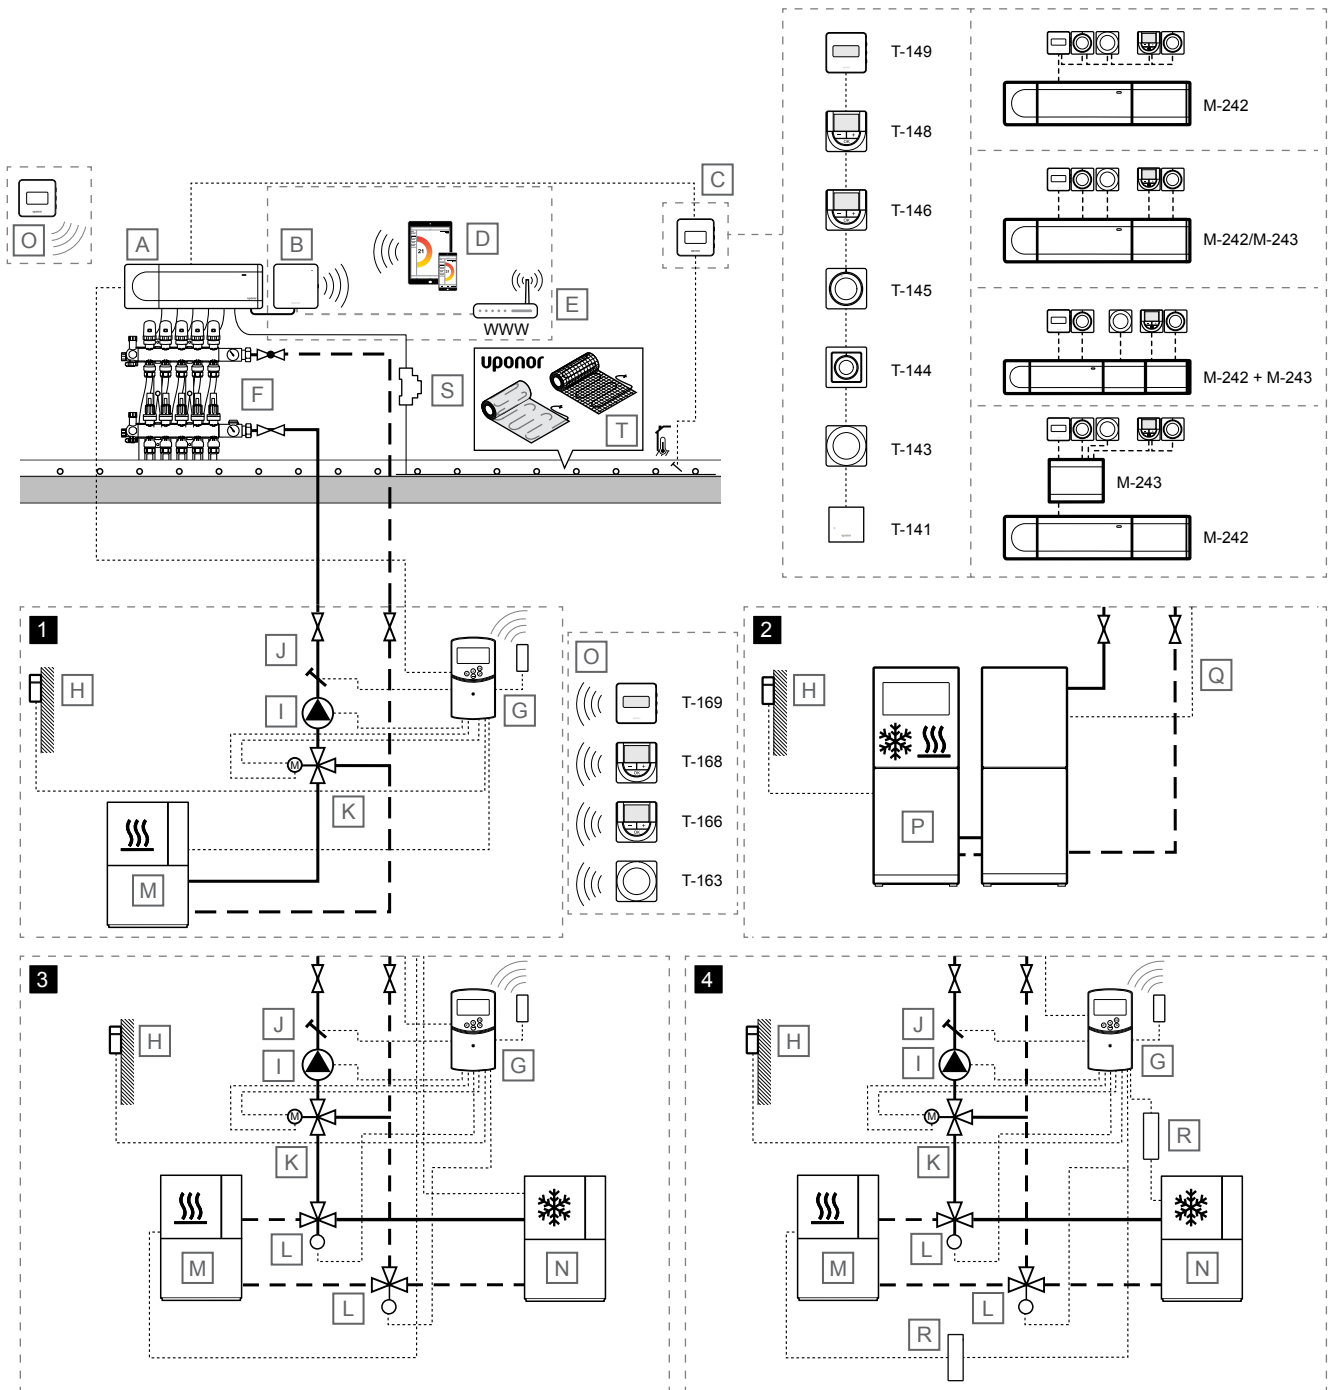 T-149
M-242
T-148
C
O
A
B
D
T-146
M-242/M-243
E
WWW
T-145
uponor
F
S
T
T-144
M-242 + M-243
T-143
M-243
T-141
M-242
1
J
H
I
G
M
K
M
O
T-169
T-168
T-166
T-163
2
H
Q
P
3
J
H
I
G
M
K
M
L
N
L
4
J
H
I
G
M
R
K
M
L
N
L
R